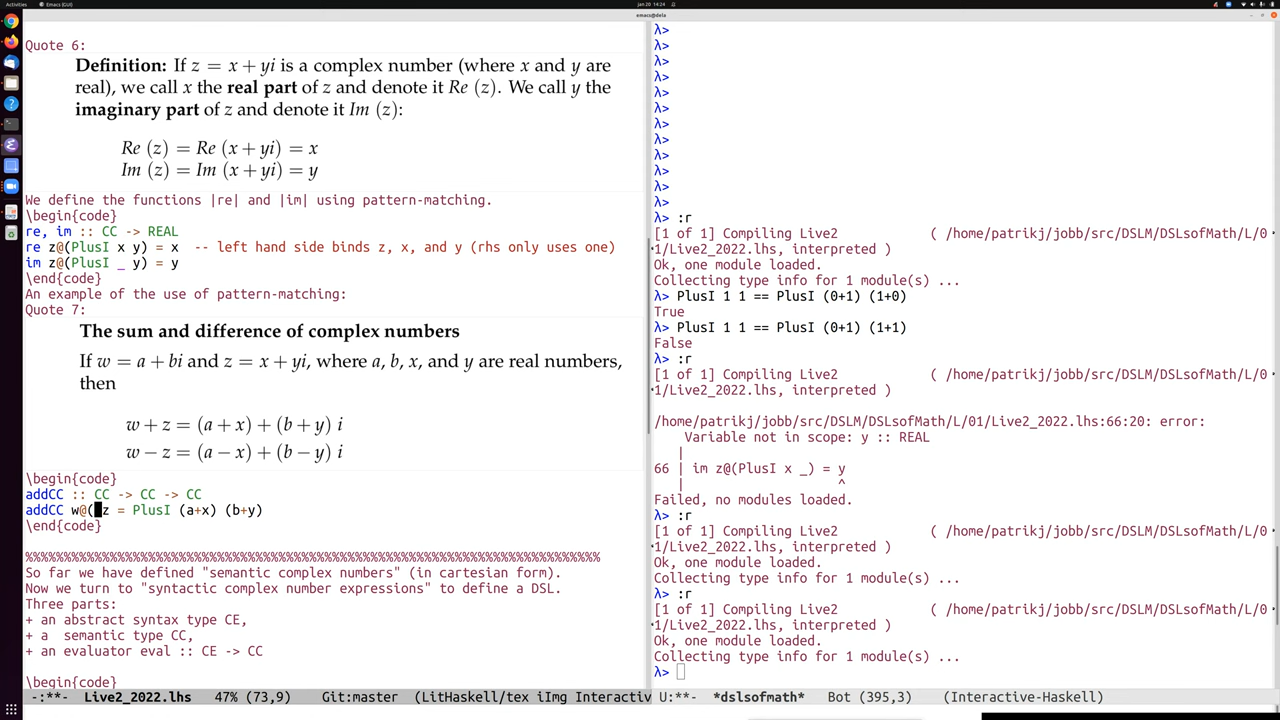 Activities
Emacs (GUI)
Jan 20 14:24
emacs@dela
Quote 6:
Definition: If z = x + yi is a complex number (where x and y are
real), we call x the real part of z and denote it Re (z). We call y the
imaginary part of z and denote it Im (z):
Re (z) = Re (x + yi) = x
Im (z) = Im (x + yi) = y
We define the functions |re| and |im| using pattern-matching.
\begin{code}
re, im :: CC -> REAL
re z@(PlusI x y) = x  -- left hand side binds z, x, and y (rhs only uses one)
im z@(PlusI _ y) = y
\end{code}
An example of the use of pattern-matching:
Quote 7:
The sum and difference of complex numbers
If w = a + bi and z = x + yi, where a, b, x, and y are real numbers,
then
w + z = (a + x) + (b + y) i
w − z = (a − x) + (b − y) i
\begin{code}
addCC :: CC -> CC -> CC
addCC w@( z = PlusI (a+x) (b+y)
\end{code}
%%%%%%%%%%%%%%%%%%%%%%%%%%%%%%%%%%%%%%%%%%%%%%%%%%%%%%%%%%%%%%%%%%%%%%%%%%%
So far we have defined "semantic complex numbers" (in cartesian form).
Now we turn to "syntactic complex number expressions" to define a DSL.
Three parts:
+ an abstract syntax type CE,
+ a  semantic type CC,
+ an evaluator eval :: CE -> CC
\begin{code}
-:**-  Live2_2022.lhs   47% (73,9)   Git:master   (LitHaskell/tex iImg Interactiv
λ>
λ>
λ>
λ>
λ>
λ>
λ>
λ>
λ>
λ>
λ>
λ>
λ> :r
[1 of 1] Compiling Live2            ( /home/patrikj/jobb/src/DSLM/DSLsofMath/L/0
1/Live2_2022.lhs, interpreted )
Ok, one module loaded.
Collecting type info for 1 module(s) ...
λ> PlusI 1 1 == PlusI (0+1) (1+0)
True
λ> PlusI 1 1 == PlusI (0+1) (1+1)
False
λ> :r
[1 of 1] Compiling Live2            ( /home/patrikj/jobb/src/DSLM/DSLsofMath/L/0
1/Live2_2022.lhs, interpreted )
/home/patrikj/jobb/src/DSLM/DSLsofMath/L/01/Live2_2022.lhs:66:20: error:
Variable not in scope: y :: REAL
|
66 | im z@(PlusI x _) = y
|                    ^
Failed, no modules loaded.
λ> :r
[1 of 1] Compiling Live2            ( /home/patrikj/jobb/src/DSLM/DSLsofMath/L/0
1/Live2_2022.lhs, interpreted )
Ok, one module loaded.
Collecting type info for 1 module(s) ...
λ> :r
[1 of 1] Compiling Live2            ( /home/patrikj/jobb/src/DSLM/DSLsofMath/L/0
1/Live2_2022.lhs, interpreted )
Ok, one module loaded.
Collecting type info for 1 module(s) ...
λ>
U:**-  *dslsofmath*   Bot (395,3)   (Interactive-Haskell)